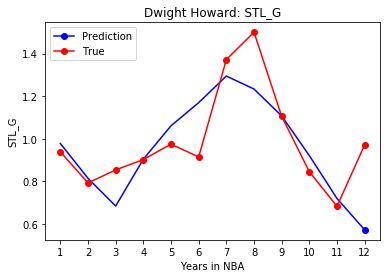 Dwight Howard: STL_G
Prediction
True
STL_G
1.4
1.2
1.0
0.8
0.6
1 2 3 4 5 6 7 8 9 10 11 12
Years in NBA